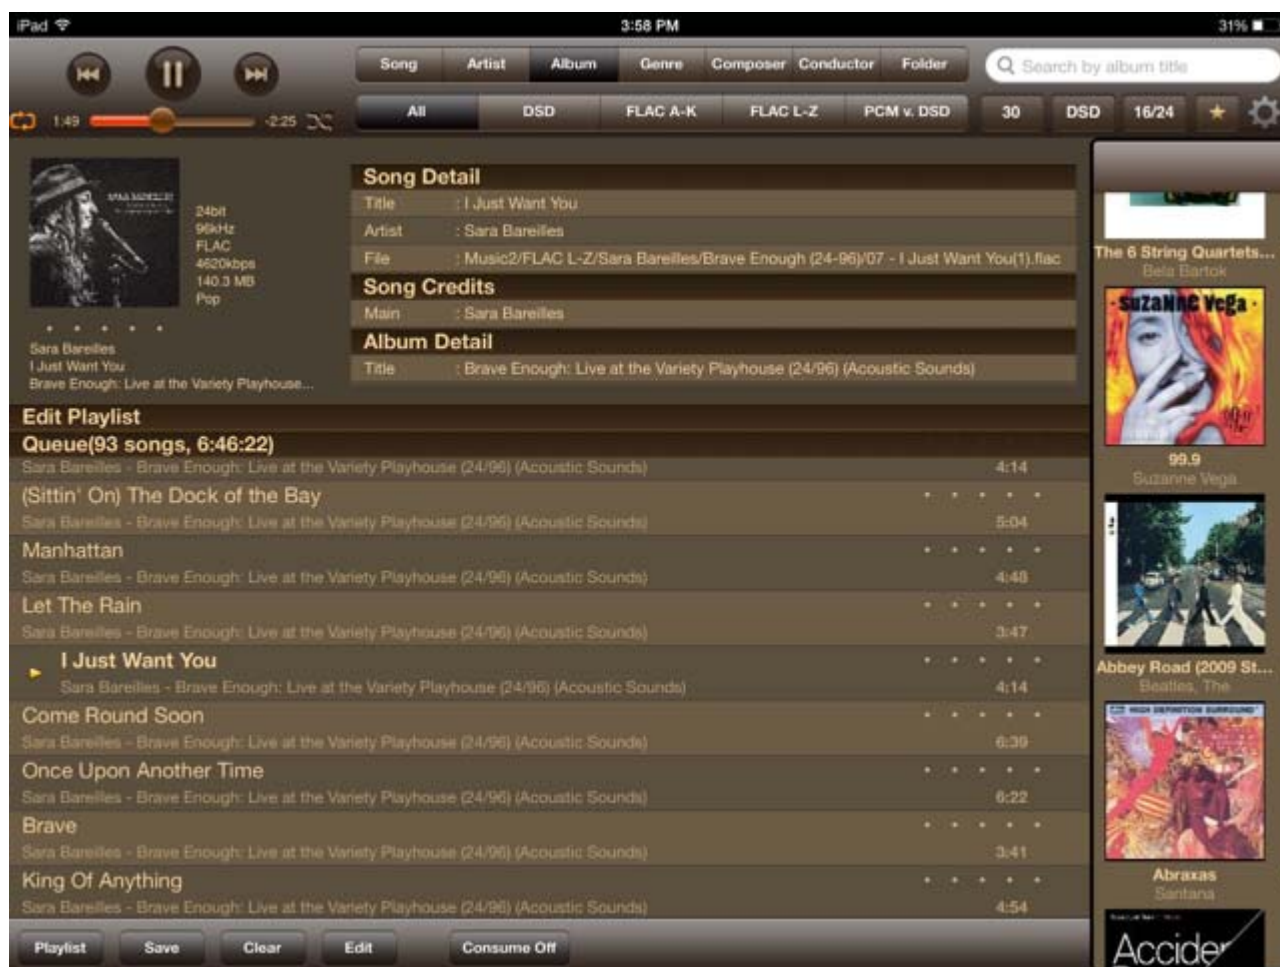 iPad
3:58 PM
31%
Song Artist Album Genre Composer Conductor Folder
Search by album title
1:49 -2:25
All DSD FLAC A-K FLAC L-Z PCM v. DSD 30 DSD 16/24
SARA BAREILLES
24bit
96kHz
FLAC
4620kbps
140.3 MB
Pop
Sara Bareilles
I Just Want You
Brave Enough: Live at the Variety Playhouse...
Song Detail
Title : I Just Want You
Artist : Sara Bareilles
File : Music2/FLAC L-Z/Sara Bareilles/Brave Enough (24-96)/07 - I Just Want You(1).flac
Song Credits
Main : Sara Bareilles
Album Detail
Title : Brave Enough: Live at the Variety Playhouse (24/96) (Acoustic Sounds)
Edit Playlist
Queue(93 songs, 6:46:22)
Sara Bareilles - Brave Enough: Live at the Variety Playhouse (24/96) (Acoustic Sounds) 4:14
(Sittin' On) The Dock of the Bay
Sara Bareilles - Brave Enough: Live at the Variety Playhouse (24/96) (Acoustic Sounds) 5:04
Manhattan
Sara Bareilles - Brave Enough: Live at the Variety Playhouse (24/96) (Acoustic Sounds) 4:48
Let The Rain
Sara Bareilles - Brave Enough: Live at the Variety Playhouse (24/96) (Acoustic Sounds) 3:47
I Just Want You
Sara Bareilles - Brave Enough: Live at the Variety Playhouse (24/96) (Acoustic Sounds) 4:14
Come Round Soon
Sara Bareilles - Brave Enough: Live at the Variety Playhouse (24/96) (Acoustic Sounds) 6:39
Once Upon Another Time
Sara Bareilles - Brave Enough: Live at the Variety Playhouse (24/96) (Acoustic Sounds) 6:22
Brave
Sara Bareilles - Brave Enough: Live at the Variety Playhouse (24/96) (Acoustic Sounds) 3:41
King Of Anything
Sara Bareilles - Brave Enough: Live at the Variety Playhouse (24/96) (Acoustic Sounds) 4:54
Playlist Save Clear Edit Consume Off
The 6 String Quartets...
Bela Bartok
SUZANNE VEGA
99.9
Suzanne Vega
Abbey Road (2009 St...
Beatles, The
HIGH DEFINITION SURROUND
Abraxas
Santana
Accider